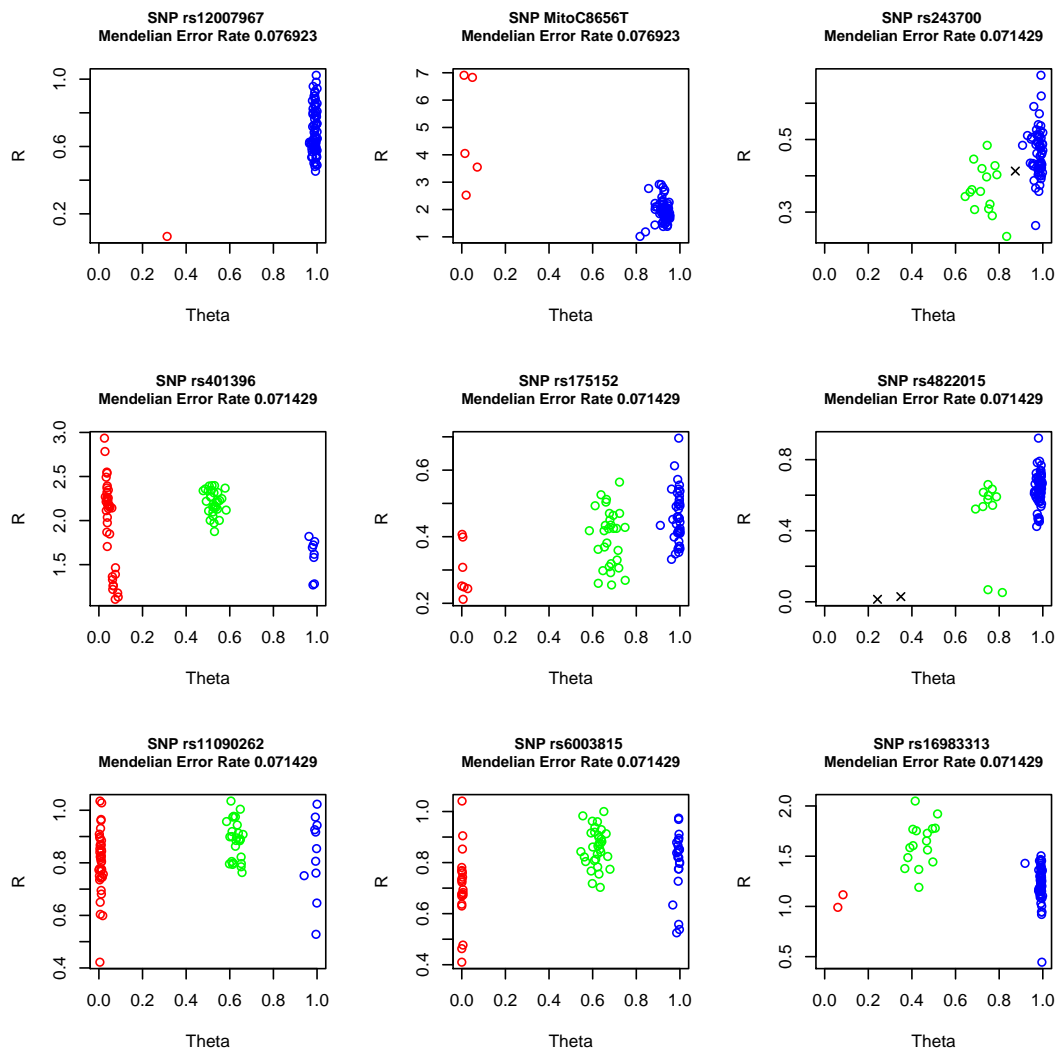 SNP rs12007967
Mendelian Error Rate 0.076923
R
1.0
0.6
0.2
0.0 0.2 0.4 0.6 0.8 1.0
Theta
SNP MitoC8656T
Mendelian Error Rate 0.076923
R
7
6
5
4
3
2
1
0.0 0.2 0.4 0.6 0.8 1.0
Theta
SNP rs243700
Mendelian Error Rate 0.071429
R
0.5
0.3
0.0 0.2 0.4 0.6 0.8 1.0
Theta
SNP rs401396
Mendelian Error Rate 0.071429
R
3.0
2.5
2.0
1.5
0.0 0.2 0.4 0.6 0.8 1.0
Theta
SNP rs175152
Mendelian Error Rate 0.071429
R
0.6
0.4
0.2
0.0 0.2 0.4 0.6 0.8 1.0
Theta
SNP rs4822015
Mendelian Error Rate 0.071429
R
0.8
0.4
0.0
0.0 0.2 0.4 0.6 0.8 1.0
Theta
SNP rs11090262
Mendelian Error Rate 0.071429
R
1.0
0.8
0.6
0.4
0.0 0.2 0.4 0.6 0.8 1.0
Theta
SNP rs6003815
Mendelian Error Rate 0.071429
R
1.0
0.8
0.6
0.4
0.0 0.2 0.4 0.6 0.8 1.0
Theta
SNP rs16983313
Mendelian Error Rate 0.071429
R
2.0
1.5
1.0
0.5
0.0 0.2 0.4 0.6 0.8 1.0
Theta